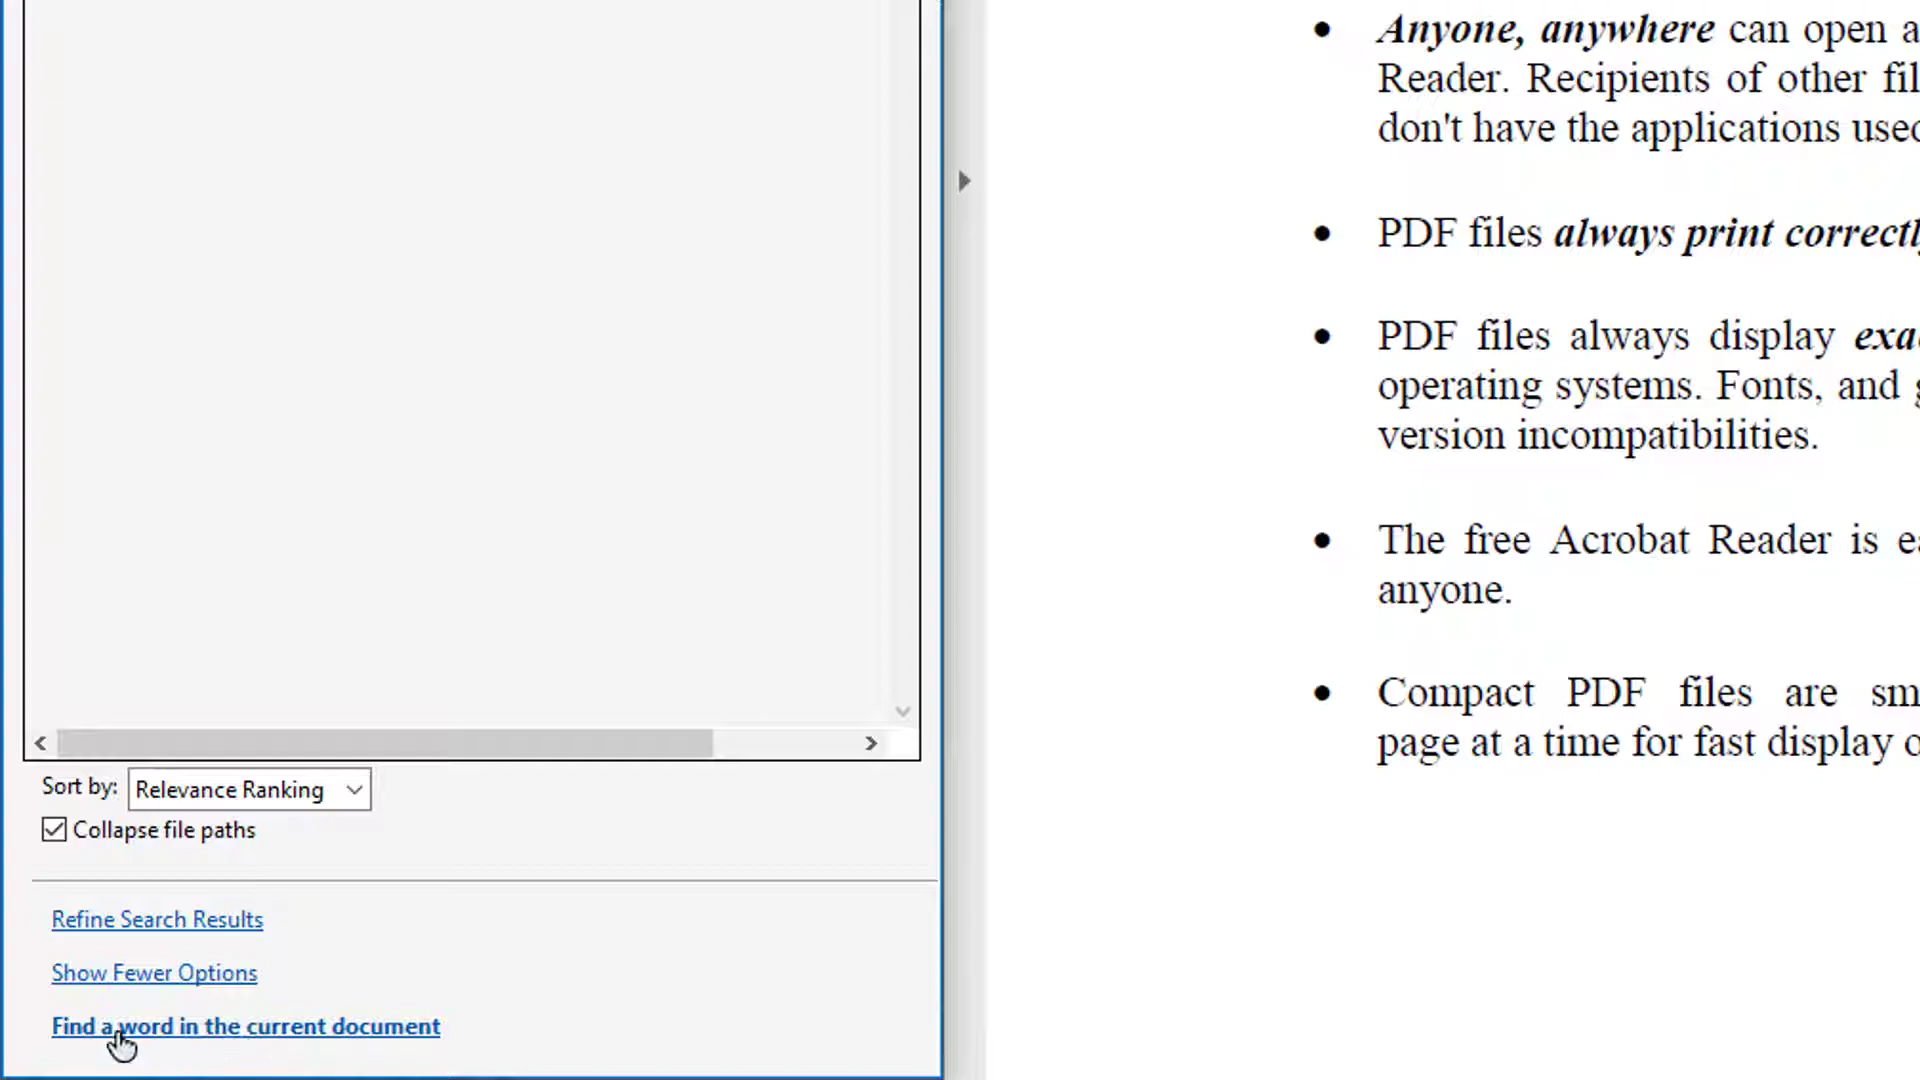 Sort by: Relevance Ranking
Collapse file paths
Refine Search Results
Show Fewer Options
Find a word in the current document
• Anyone, anywhere can open a
Reader. Recipients of other fil
don't have the applications used
• PDF files always print correctly
• PDF files always display exa
operating systems. Fonts, and g
version incompatibilities.
• The free Acrobat Reader is ea
anyone.
• Compact PDF files are sm
page at a time for fast display o